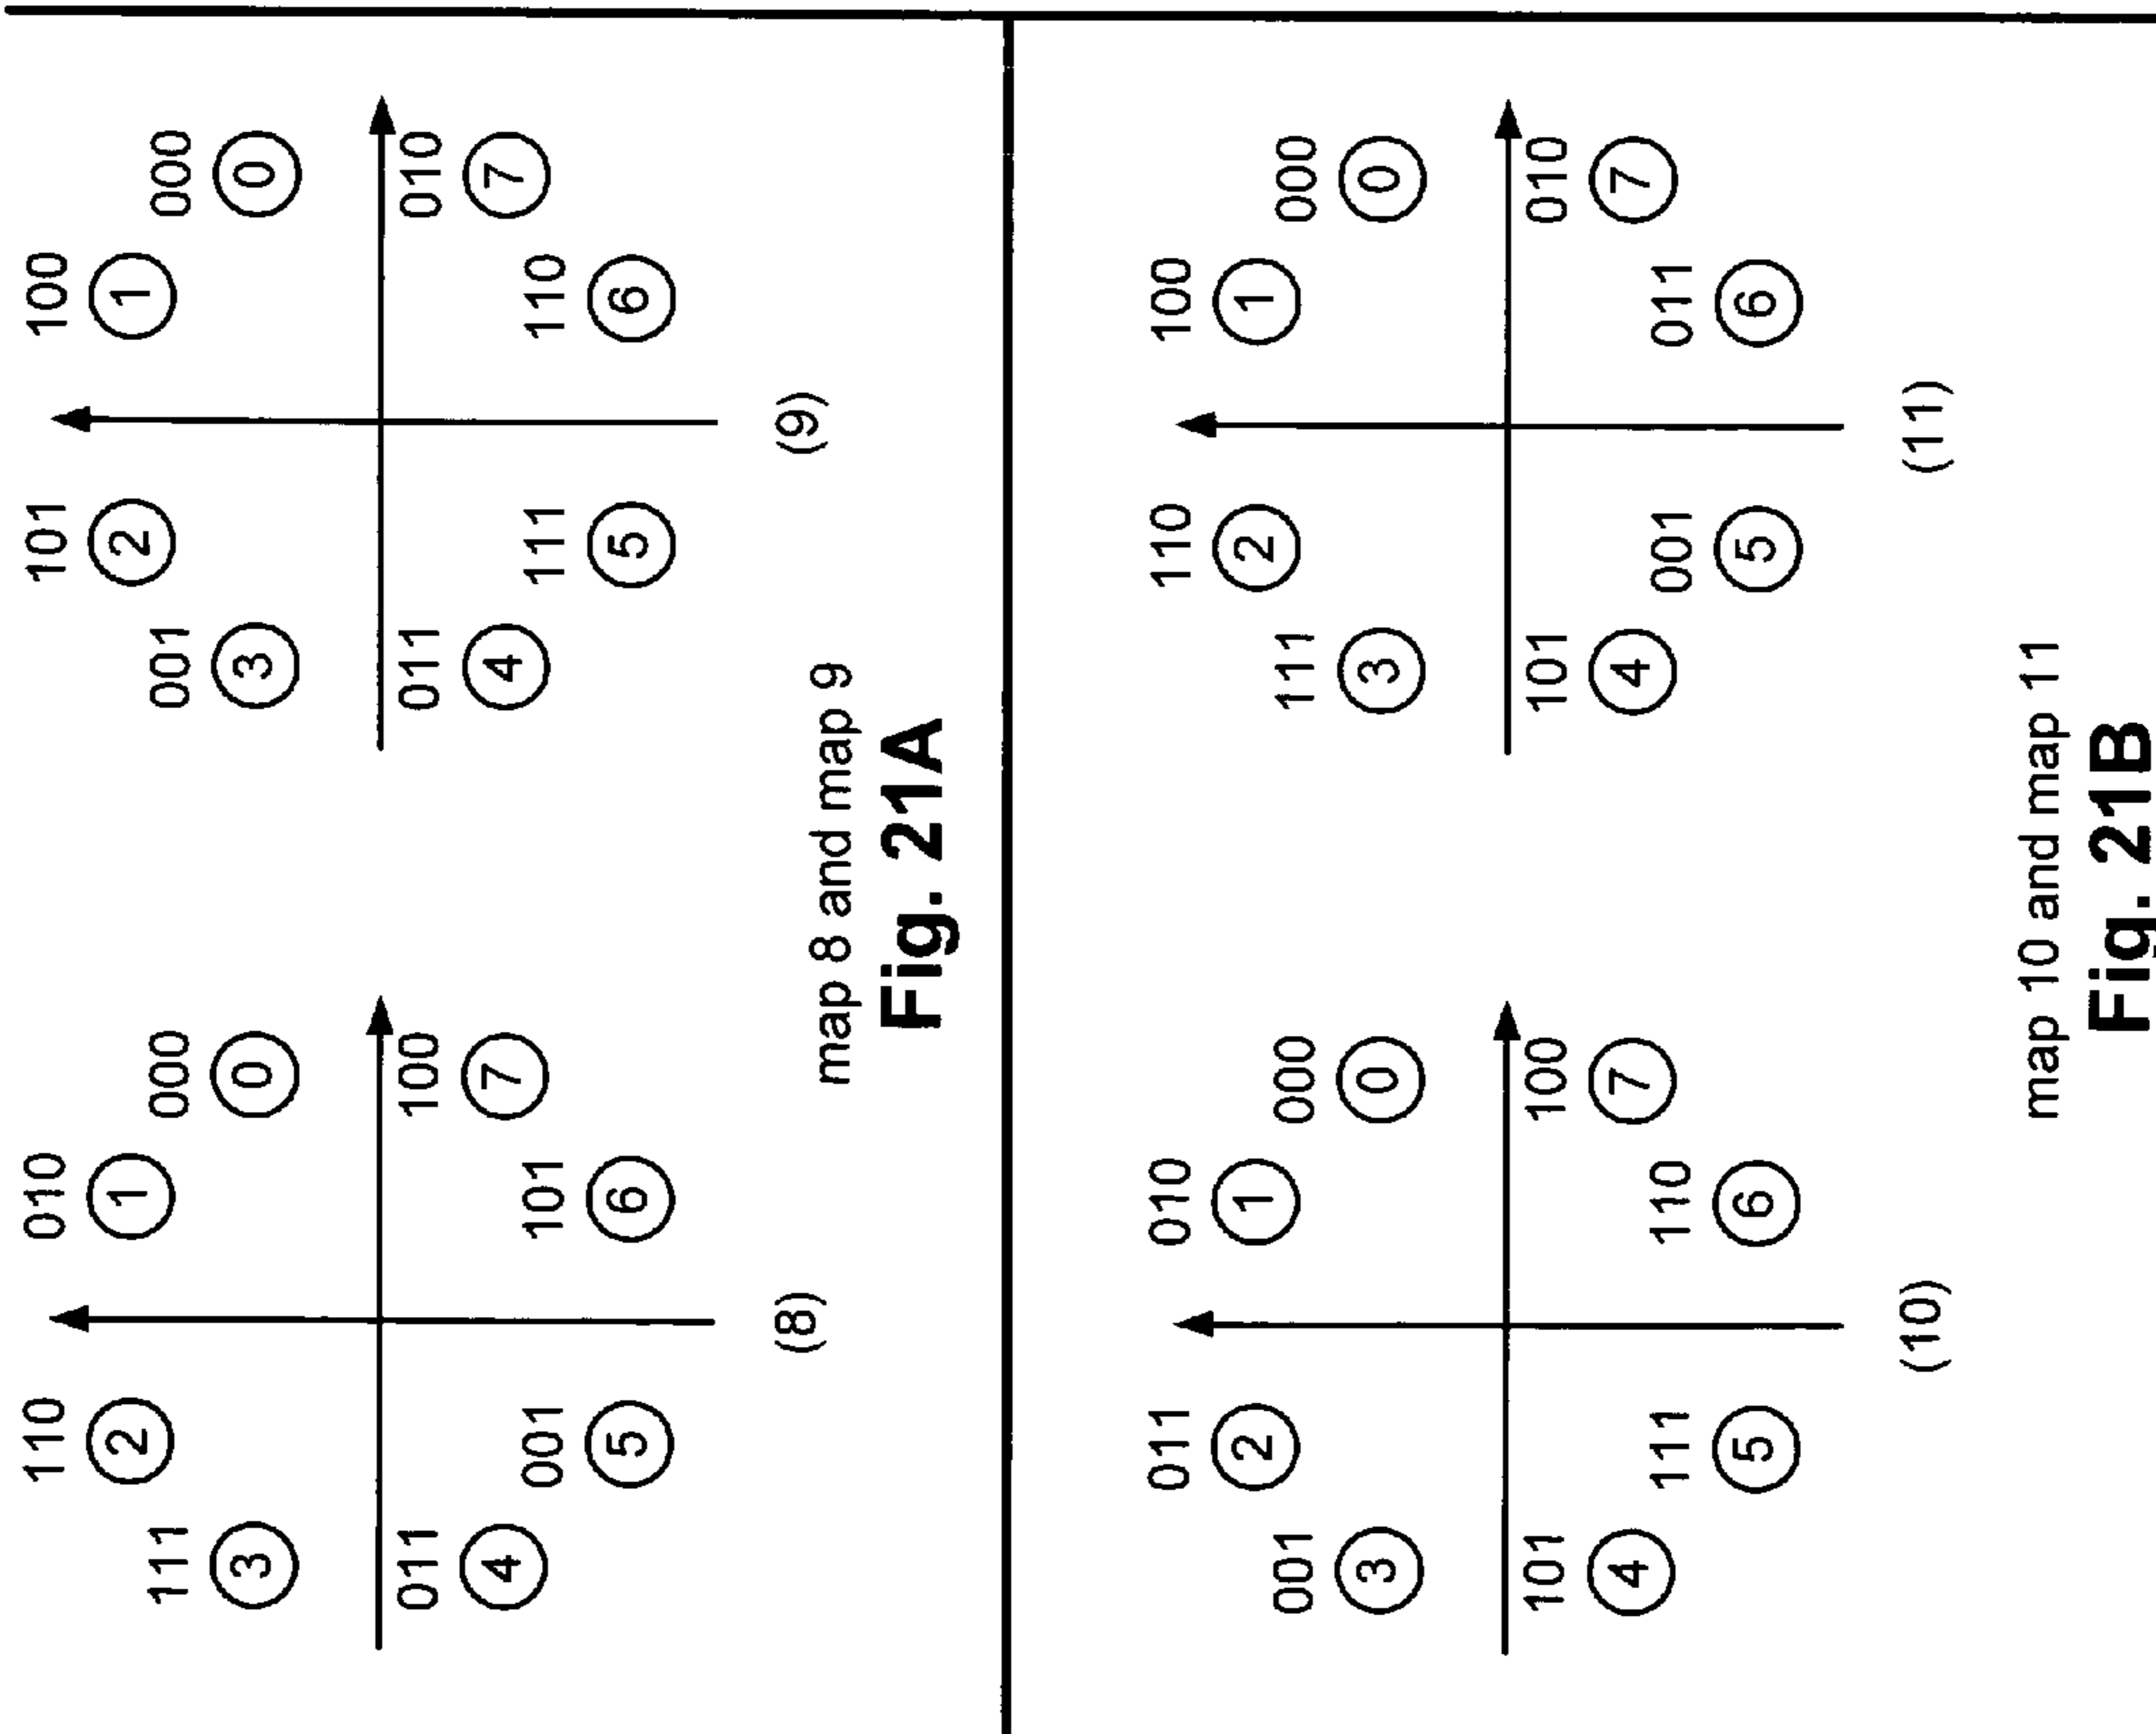 110 010 101 100
2 1 2 1
111 000 001 000
3 0 3 0
011 100 011 010
4 7 4 7
001 101 111 110
5 6 5 6
(8) (9)
map 8 and map 9
Fig. 21A
011 010 110 100
2 1 2 1
001 000 111 000
3 0 3 0
101 100 101 010
4 7 4 7
111 110 001 011
5 6 5 6
(10) (11)
map 10 and map 11
Fig. 21B